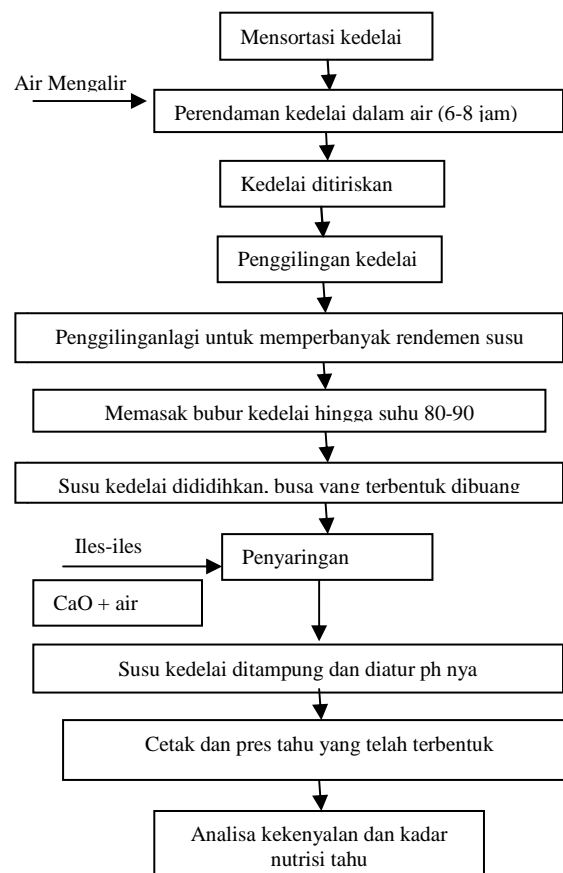 Mensortasi kedelai
Air Mengalir
Perendaman kedelai dalam air (6-8 jam)
Kedelai ditiriskan
Penggilingan kedelai
Penggilinganlagi untuk memperbanyak rendemen susu
Memasak bubur kedelai hingga suhu 80-90
Susu kedelai dididihkan, busa yang terbentuk dibuang
Iles-iles
Penyaringan
CaO + air
Susu kedelai ditampung dan diatur ph nya
Cetak dan pres tahu yang telah terbentuk
Analisa kekenyalan dan kadar
nutrisi tahu